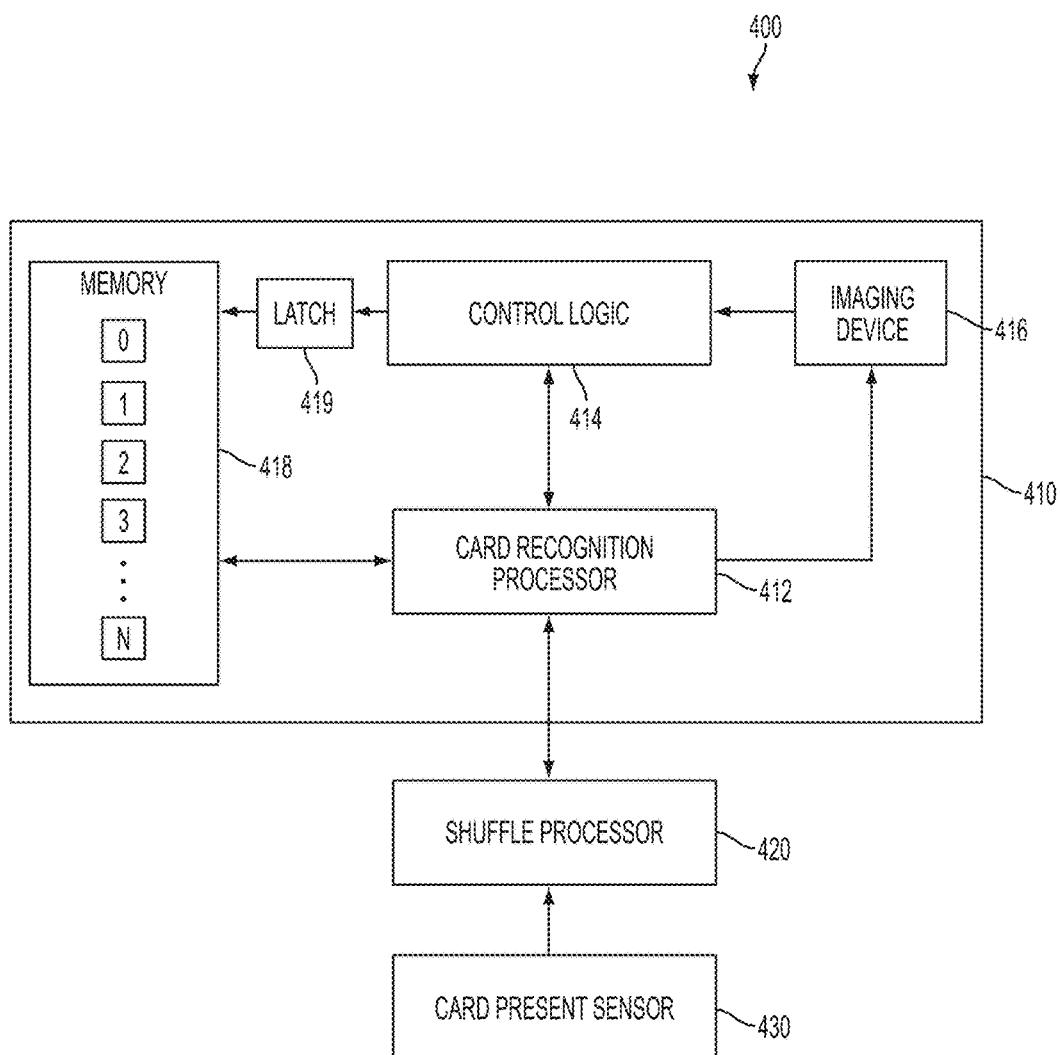 400
MEMORY
0
1
2
3
N
418
LATCH
419
CONTROL LOGIC
414
IMAGING
DEVICE
416
410
CARD RECOGNITION
PROCESSOR
412
SHUFFLE PROCESSOR
420
CARD PRESENT SENSOR
430